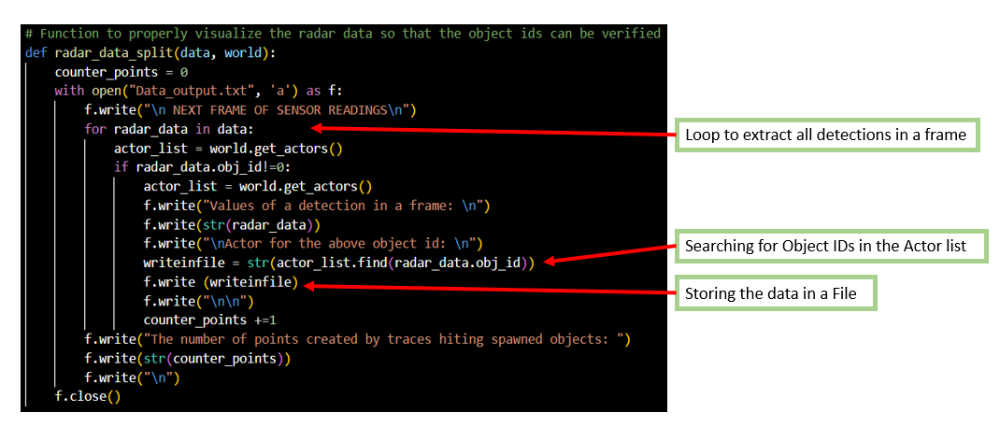 # Function to properly visualize the radar data so that the object ids can be verified
def radar_data_split(data, world):
    counter_points = 0
    with open("Data_output.txt", 'a') as f:
        f.write("\n NEXT FRAME OF SENSOR READINGS\n")
        for radar_data in data:
            actor_list = world.get_actors()
            if radar_data.obj_id!=0:
                actor_list = world.get_actors()
                f.write("Values of a detection in a frame: \n")
                f.write(str(radar_data))
                f.write("\nActor for the above object id: \n")
                writeinfile = str(actor_list.find(radar_data.obj_id))
                f.write (writeinfile)
                f.write("\n\n")
                counter_points +=1
        f.write("The number of points created by traces hitting spawned objects: ")
        f.write(str(counter_points))
        f.write("\n")
    f.close()
Loop to extract all detections in a frame
Searching for Object IDs in the Actor list
Storing the data in a File